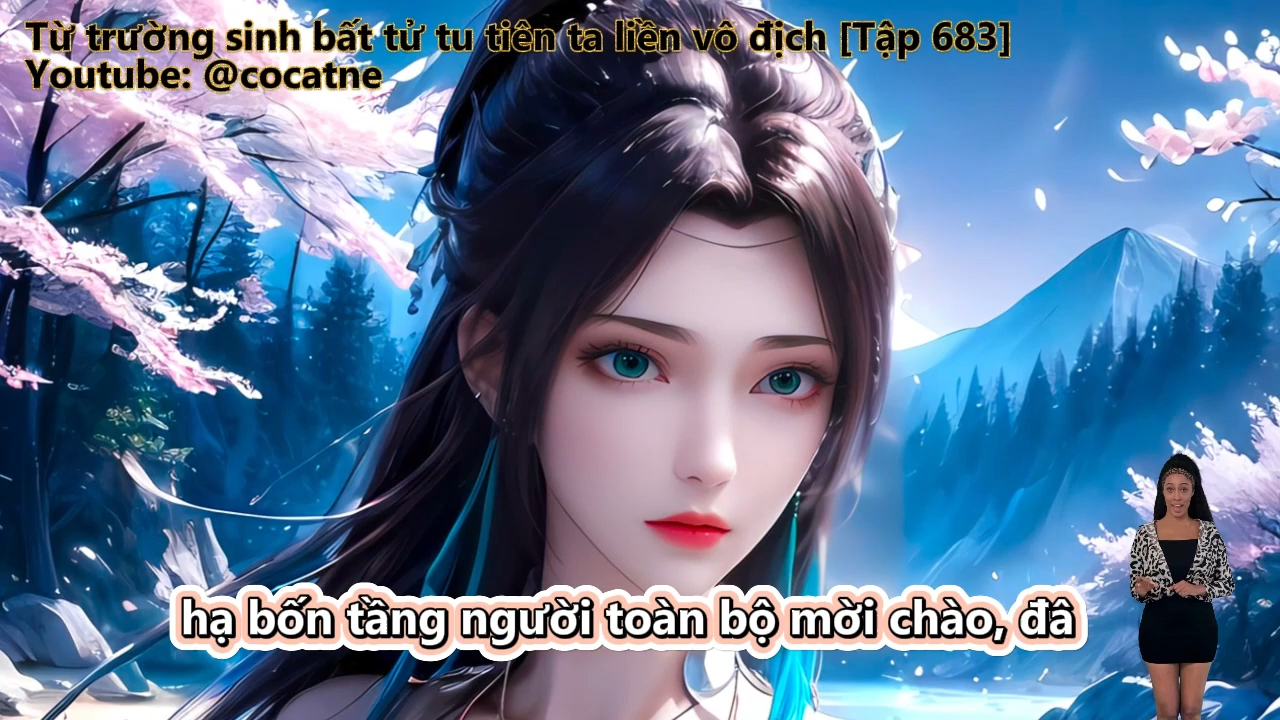 Từ trường sinh bất tử tu tiên ta liền vô địch [Tập 683]
Youtube: @cocatne
hạ bốn tầng người toàn bộ mời chào, đâ